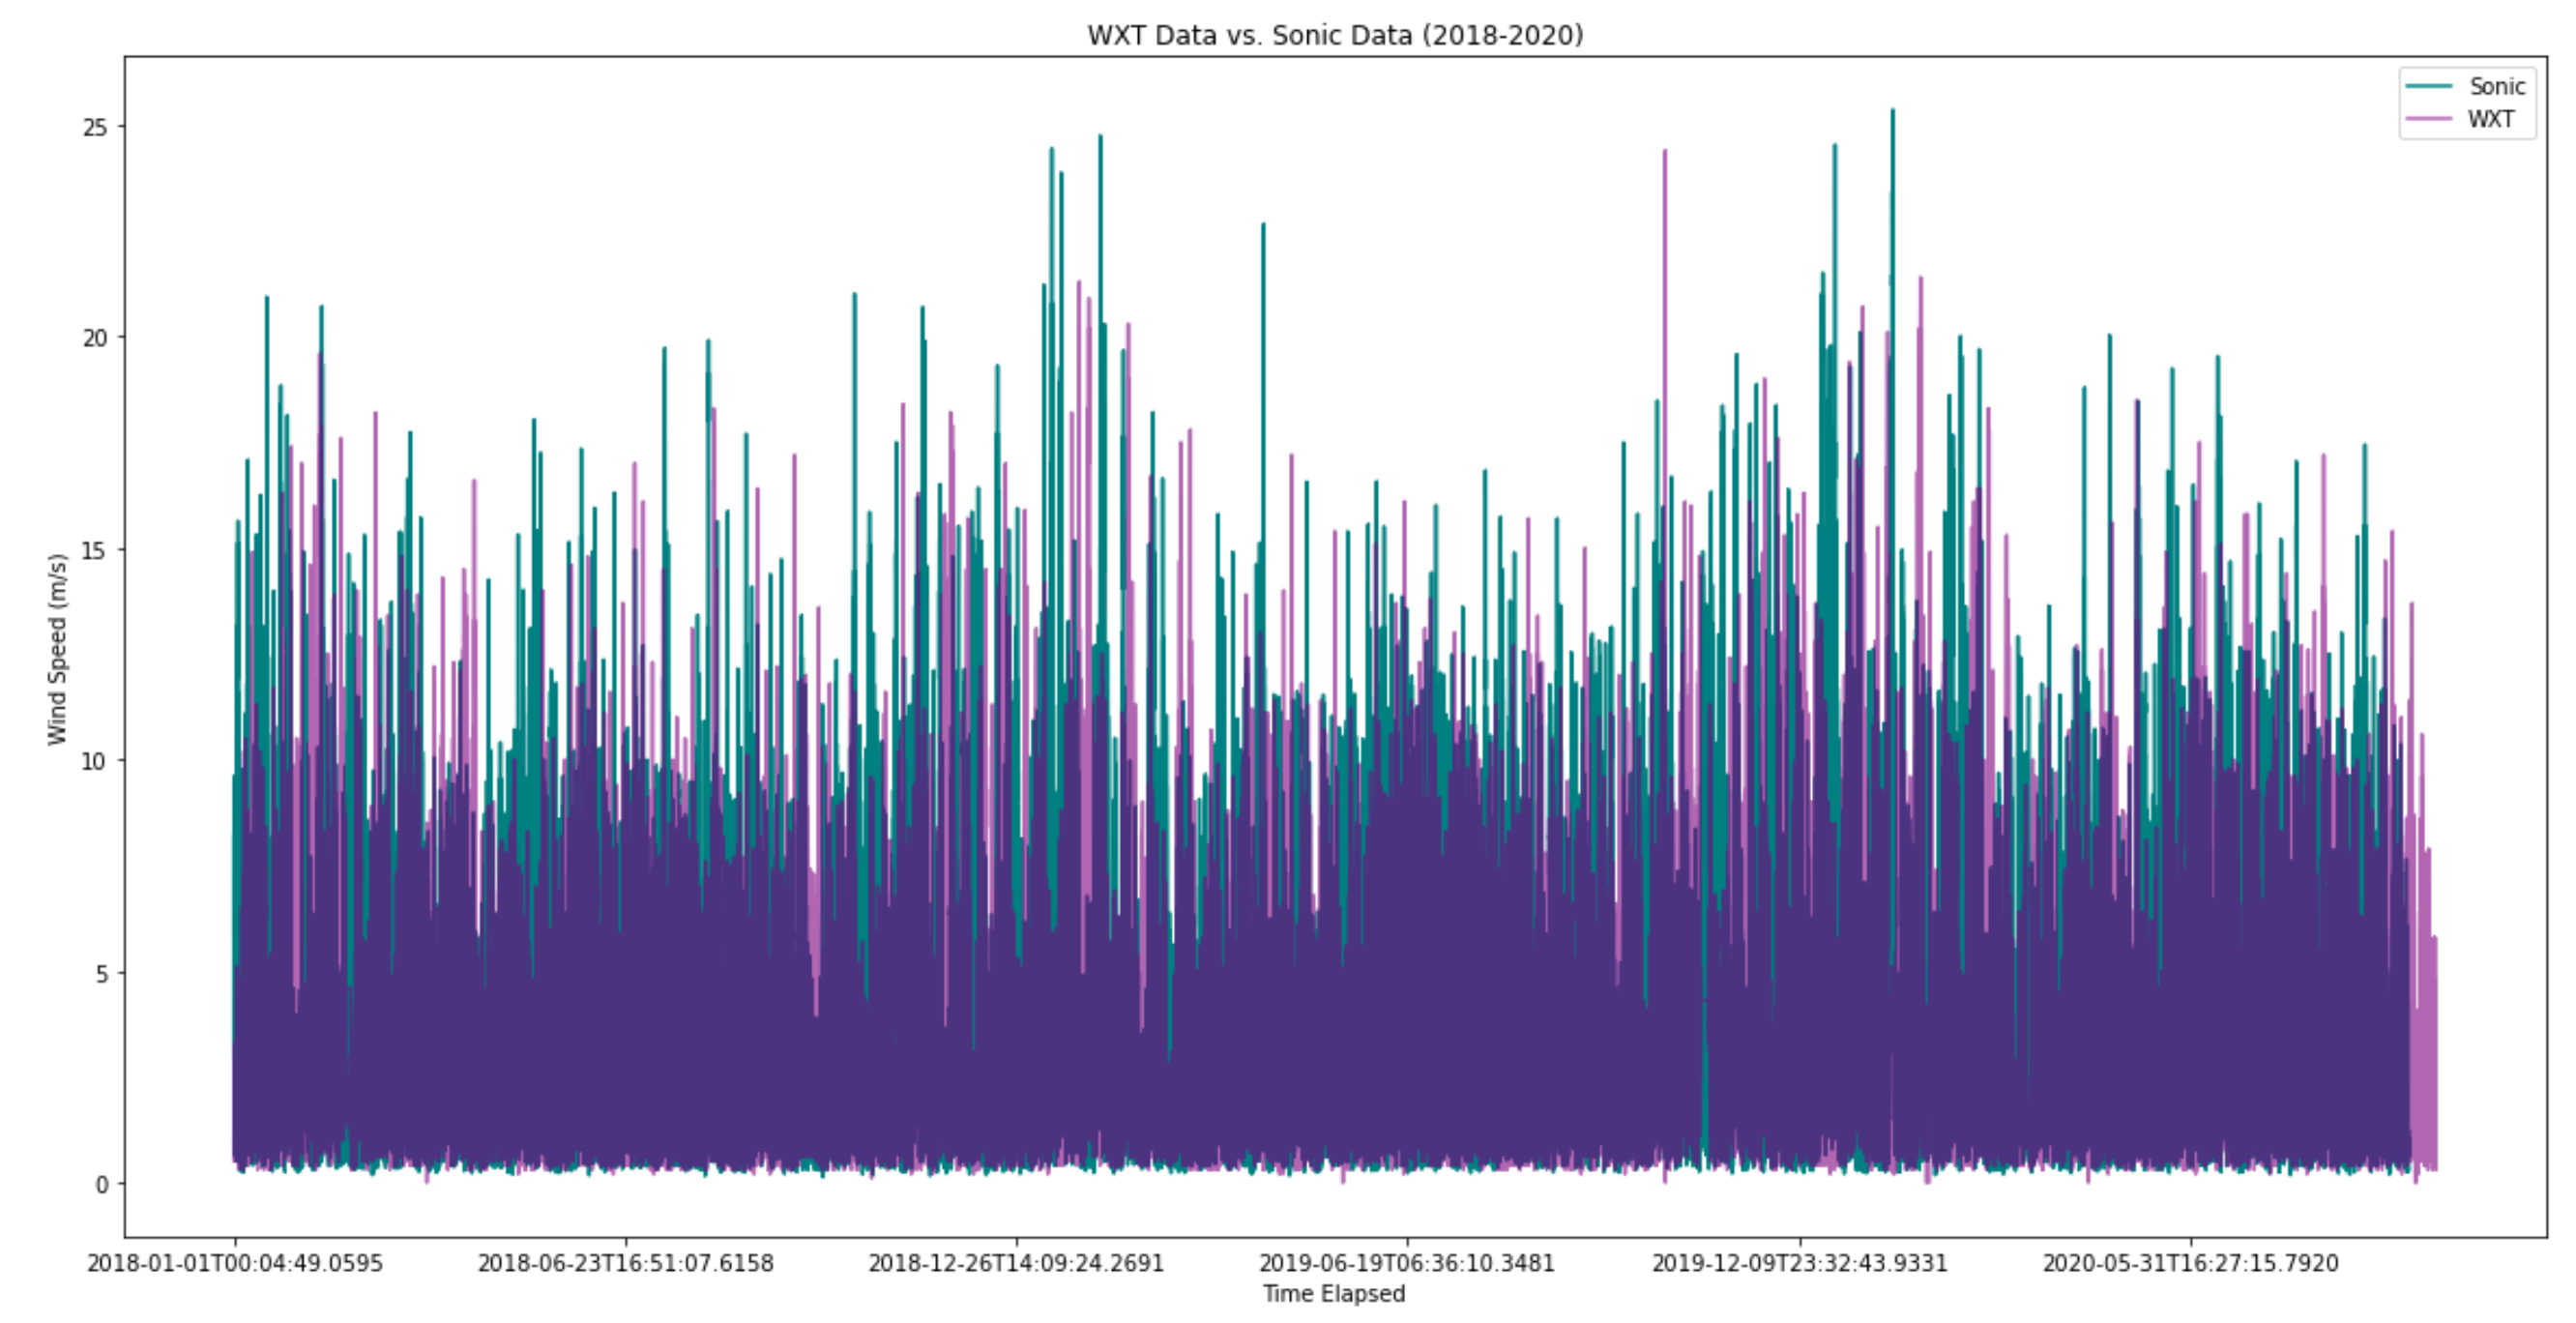 WXT Data vs. Sonic Data (2018-2020)
Sonic
WXT
25
20
15
10
5
0
Wind Speed (m/s)
2018-01-01T00:04:49.0595 2018-06-23T16:51:07.6158 2018-12-26T14:09:24.2691 2019-06-19T06:36:10.3481 2019-12-09T23:32:43.9331 2020-05-31T16:27:15.7920
Time Elapsed